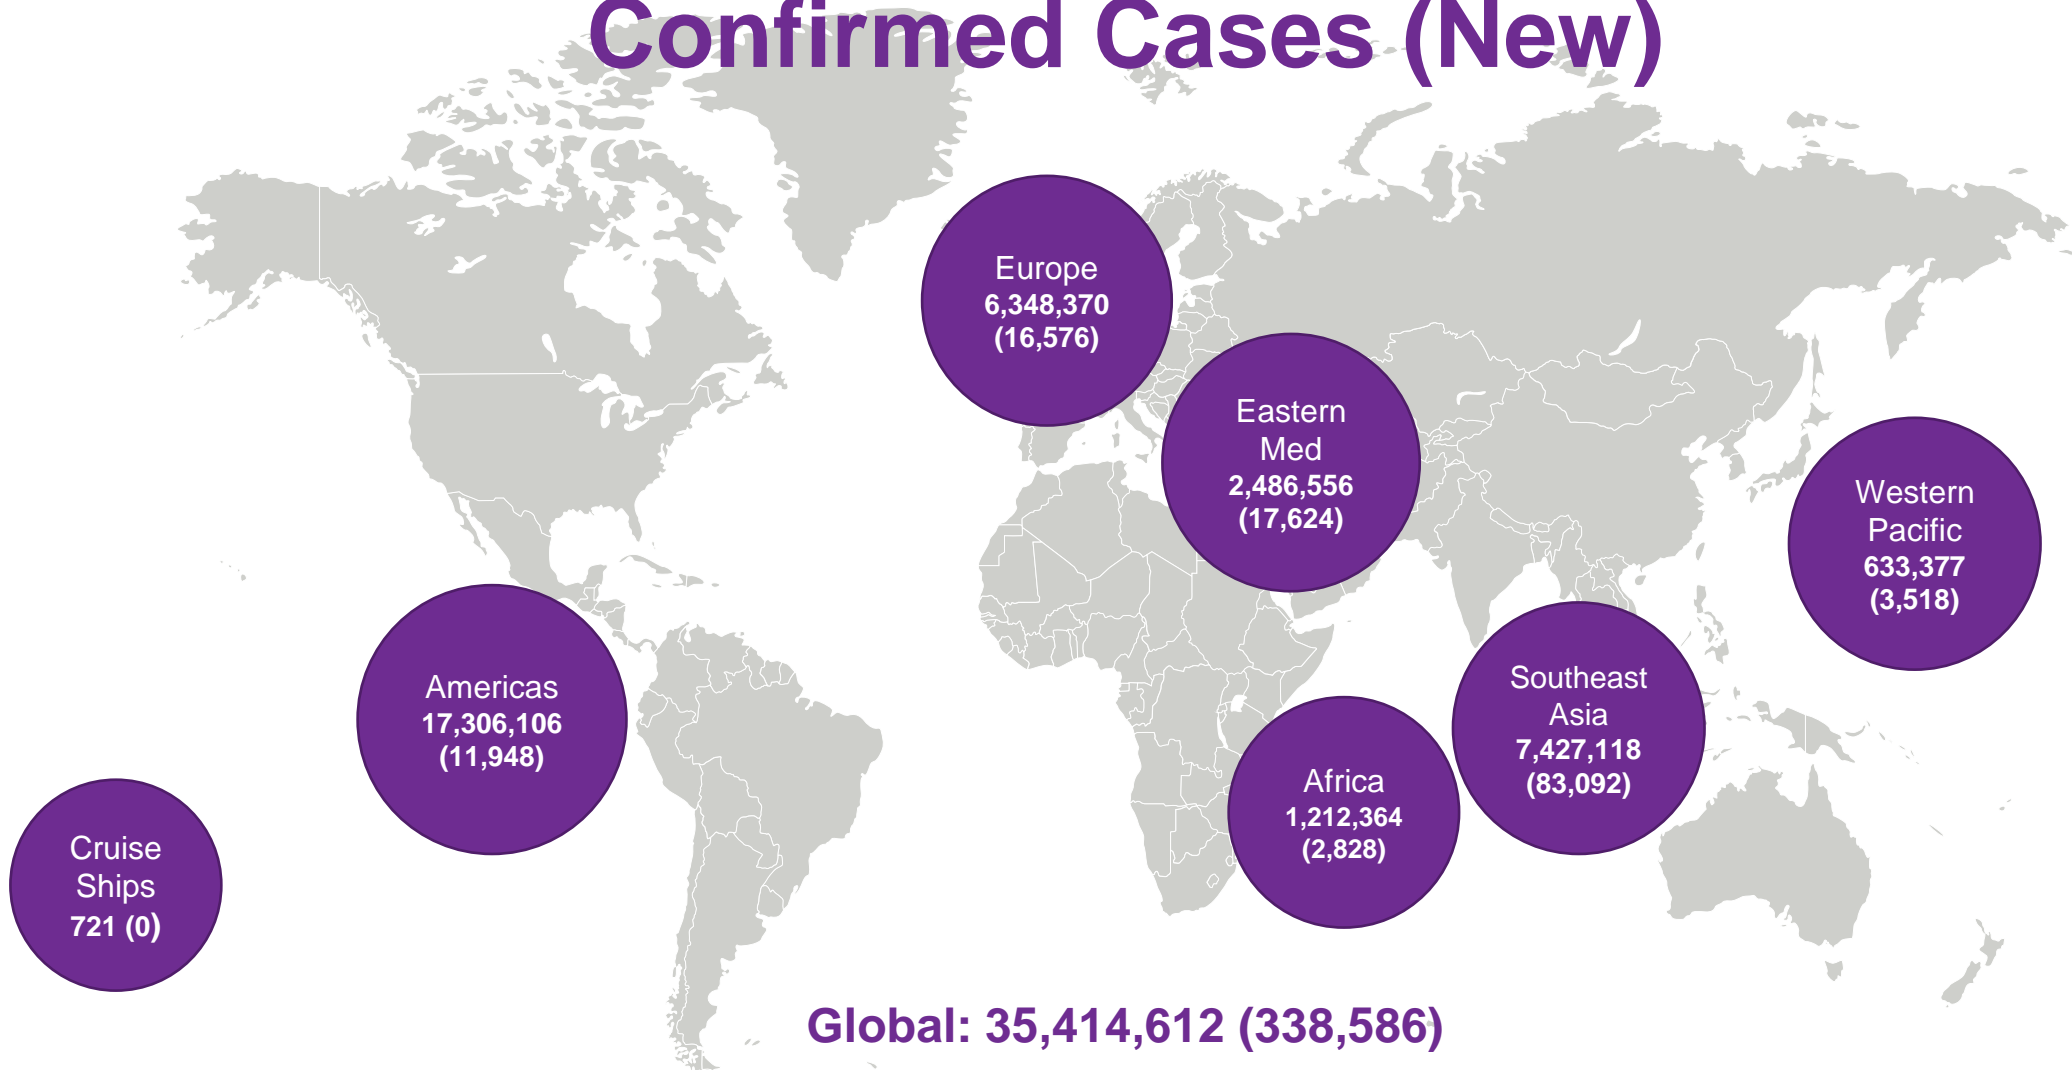 Confirmed Cases (New)
Europe
6,348,370
(16,576)
Eastern
Med
2,486,556
(17,624)
Western
Pacific
633,377
(3,518)
Americas
17,306,106
(11,948)
Southeast
Asia
7,427,118
(83,092)
Africa
1,212,364
(2,828)
Cruise
Ships
721 (0)
Global: 35,414,612 (338,586)